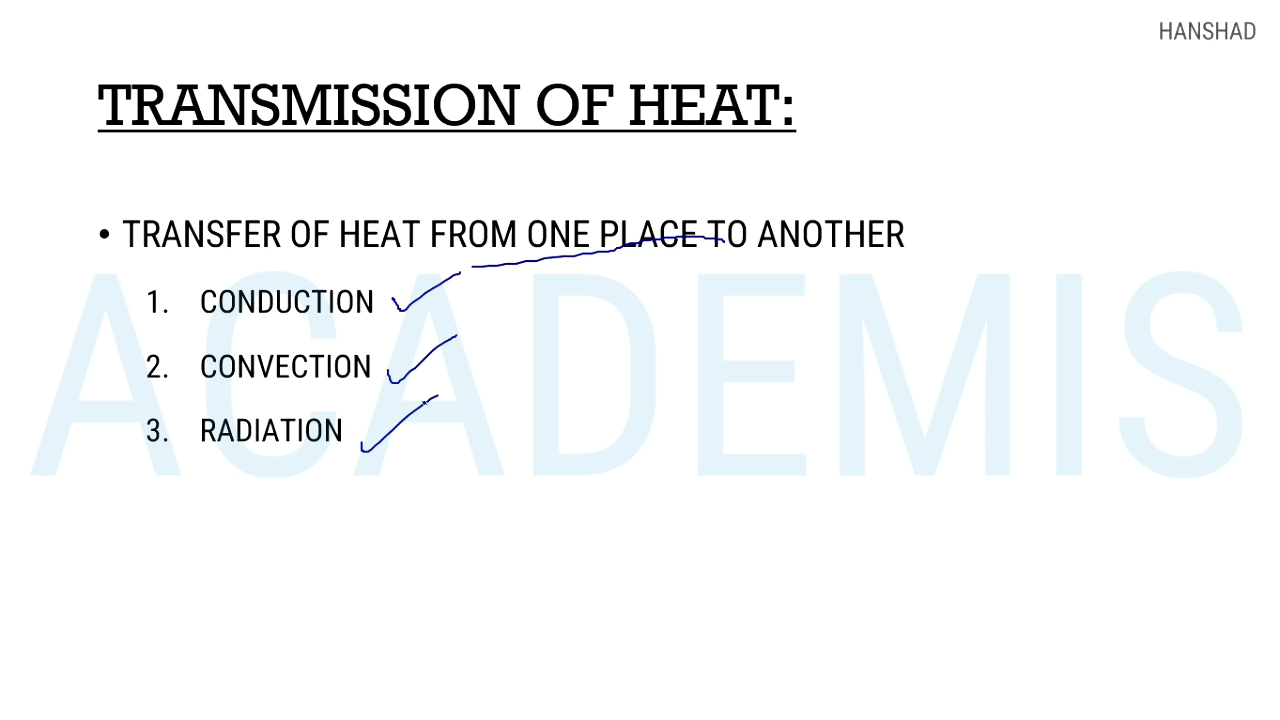 HANSHAD
TRANSMISSION OF HEAT:
• TRANSFER OF HEAT FROM ONE PLACE TO ANOTHER
1. CONDUCTION
2. CONVECTION
3. RADIATION
ACADEMIS